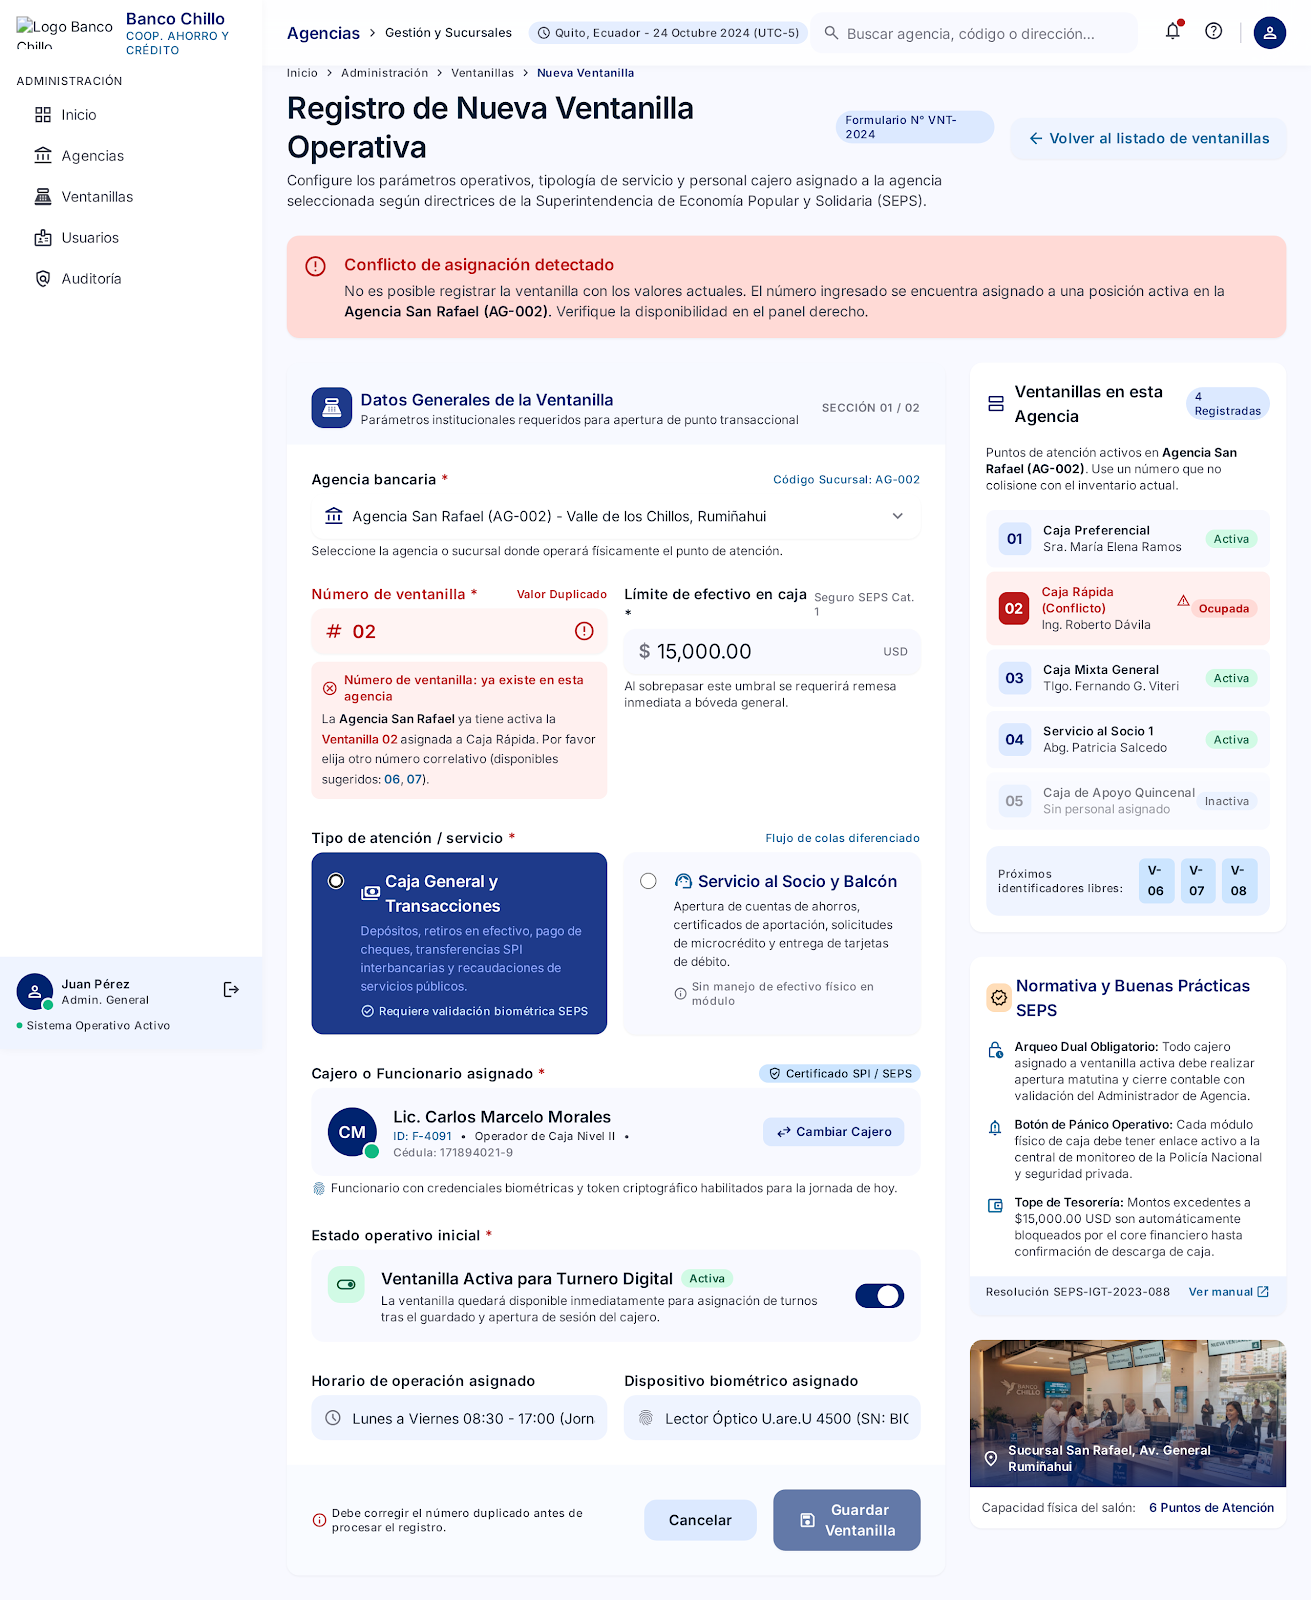 Logo Banco
Chillo
Banco Chillo
COOP. AHORRO Y
CRÉDITO
ADMINISTRACIÓN
Inicio
Agencias
Ventanillas
Usuarios
Auditoría
Juan Pérez
Admin. General
Sistema Operativo Activo
Agencias
Gestión y Sucursales
Quito, Ecuador - 24 Octubre 2024 (UTC-5)
Buscar agencia, código o dirección...
Inicio > Administración > Ventanillas > Nueva Ventanilla
Registro de Nueva Ventanilla
Operativa
Formulario N° VNT-
2024
Volver al listado de ventanillas
Configure los parámetros operativos, tipología de servicio y personal cajero asignado a la agencia
seleccionada según directrices de la Superintendencia de Economía Popular y Solidaria (SEPS).
Conflicto de asignación detectado
No es posible registrar la ventanilla con los valores actuales. El número ingresado se encuentra asignado a una posición activa en la
Agencia San Rafael (AG-002). Verifique la disponibilidad en el panel derecho.
Datos Generales de la Ventanilla
Parámetros institucionales requeridos para apertura de punto transaccional
SECCIÓN 01 / 02
Agencia bancaria *
Código Sucursal: AG-002
Agencia San Rafael (AG-002) - Valle de los Chillos, Rumiñahui
Seleccione la agencia o sucursal donde operará físicamente el punto de atención.
Número de ventanilla *
Valor Duplicado
# 02
Número de ventanilla: ya existe en esta
agencia
La Agencia San Rafael ya tiene activa la
Ventanilla 02 asignada a Caja Rápida. Por favor
elija otro número correlativo (disponibles
sugeridos: 06, 07).
Límite de efectivo en caja
*
Seguro SEPS Cat.
1
$ 15,000.00
USD
Al sobrepasar este umbral se requerirá remesa
inmediata a bóveda general.
Tipo de atención / servicio *
Flujo de colas diferenciado
Caja General y
Transacciones
Depósitos, retiros en efectivo, pago de
cheques, transferencias SPI
interbancarias y recaudaciones de
servicios públicos.
Requiere validación biométrica SEPS
Servicio al Socio y Balcón
Apertura de cuentas de ahorros,
certificados de aportación, solicitudes
de microcrédito y entrega de tarjetas
de débito.
Sin manejo de efectivo físico en
módulo
Cajero o Funcionario asignado *
Certificado SPI / SEPS
CM
Lic. Carlos Marcelo Morales
ID: F-4091 • Operador de Caja Nivel II •
Cédula: 171894021-9
Cambiar Cajero
Funcionario con credenciales biométricas y token criptográfico habilitados para la jornada de hoy.
Estado operativo inicial *
Ventanilla Activa para Turnero Digital
Activa
La ventanilla quedará disponible inmediatamente para asignación de turnos
tras el guardado y apertura de sesión del cajero.
Horario de operación asignado
Lunes a Viernes 08:30 - 17:00 (Jorn
Dispositivo biométrico asignado
Lector Óptico U.are.U 4500 (SN: BIO
Debe corregir el número duplicado antes de
procesar el registro.
Cancelar
Guardar
Ventanilla
Ventanillas en esta
Agencia
4
Registradas
Puntos de atención activos en Agencia San
Rafael (AG-002). Use un número que no
colisione con el inventario actual.
01
Caja Preferencial
Sra. María Elena Ramos
Activa
02
Caja Rápida
(Conflicto)
Ing. Roberto Dávila
Ocupada
03
Caja Mixta General
Tlgo. Fernando G. Viteri
Activa
04
Servicio al Socio 1
Abg. Patricia Salcedo
Activa
05
Caja de Apoyo Quincenal
Sin personal asignado
Inactiva
Próximos
identificadores libres:
V-
06
V-
07
V-
08
Normativa y Buenas Prácticas
SEPS
Arqueo Dual Obligatorio: Todo cajero
asignado a ventanilla activa debe realizar
apertura matutina y cierre contable con
validación del Administrador de Agencia.
Botón de Pánico Operativo: Cada módulo
físico de caja debe tener enlace activo a la
central de monitoreo de la Policía Nacional
y seguridad privada.
Tope de Tesorería: Montos excedentes a
$15,000.00 USD son automáticamente
bloqueados por el core financiero hasta
confirmación de descarga de caja.
Resolución SEPS-IGT-2023-088
Ver manual
BANCO
CHILLO
Sucursal San Rafael, Av. General
Rumiñahui
Capacidad física del salón:
6 Puntos de Atención